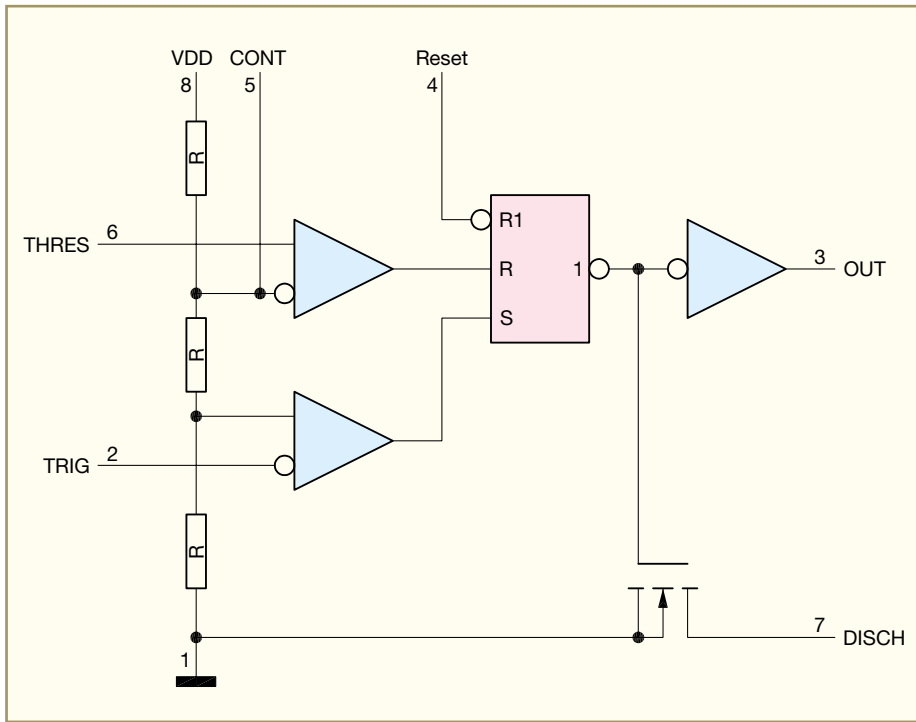 VDD CONT Reset
8 5 4
R
THRES 6
R1
R 1
3 OUT
S
R
TRIG 2
R
7 DISCH
1